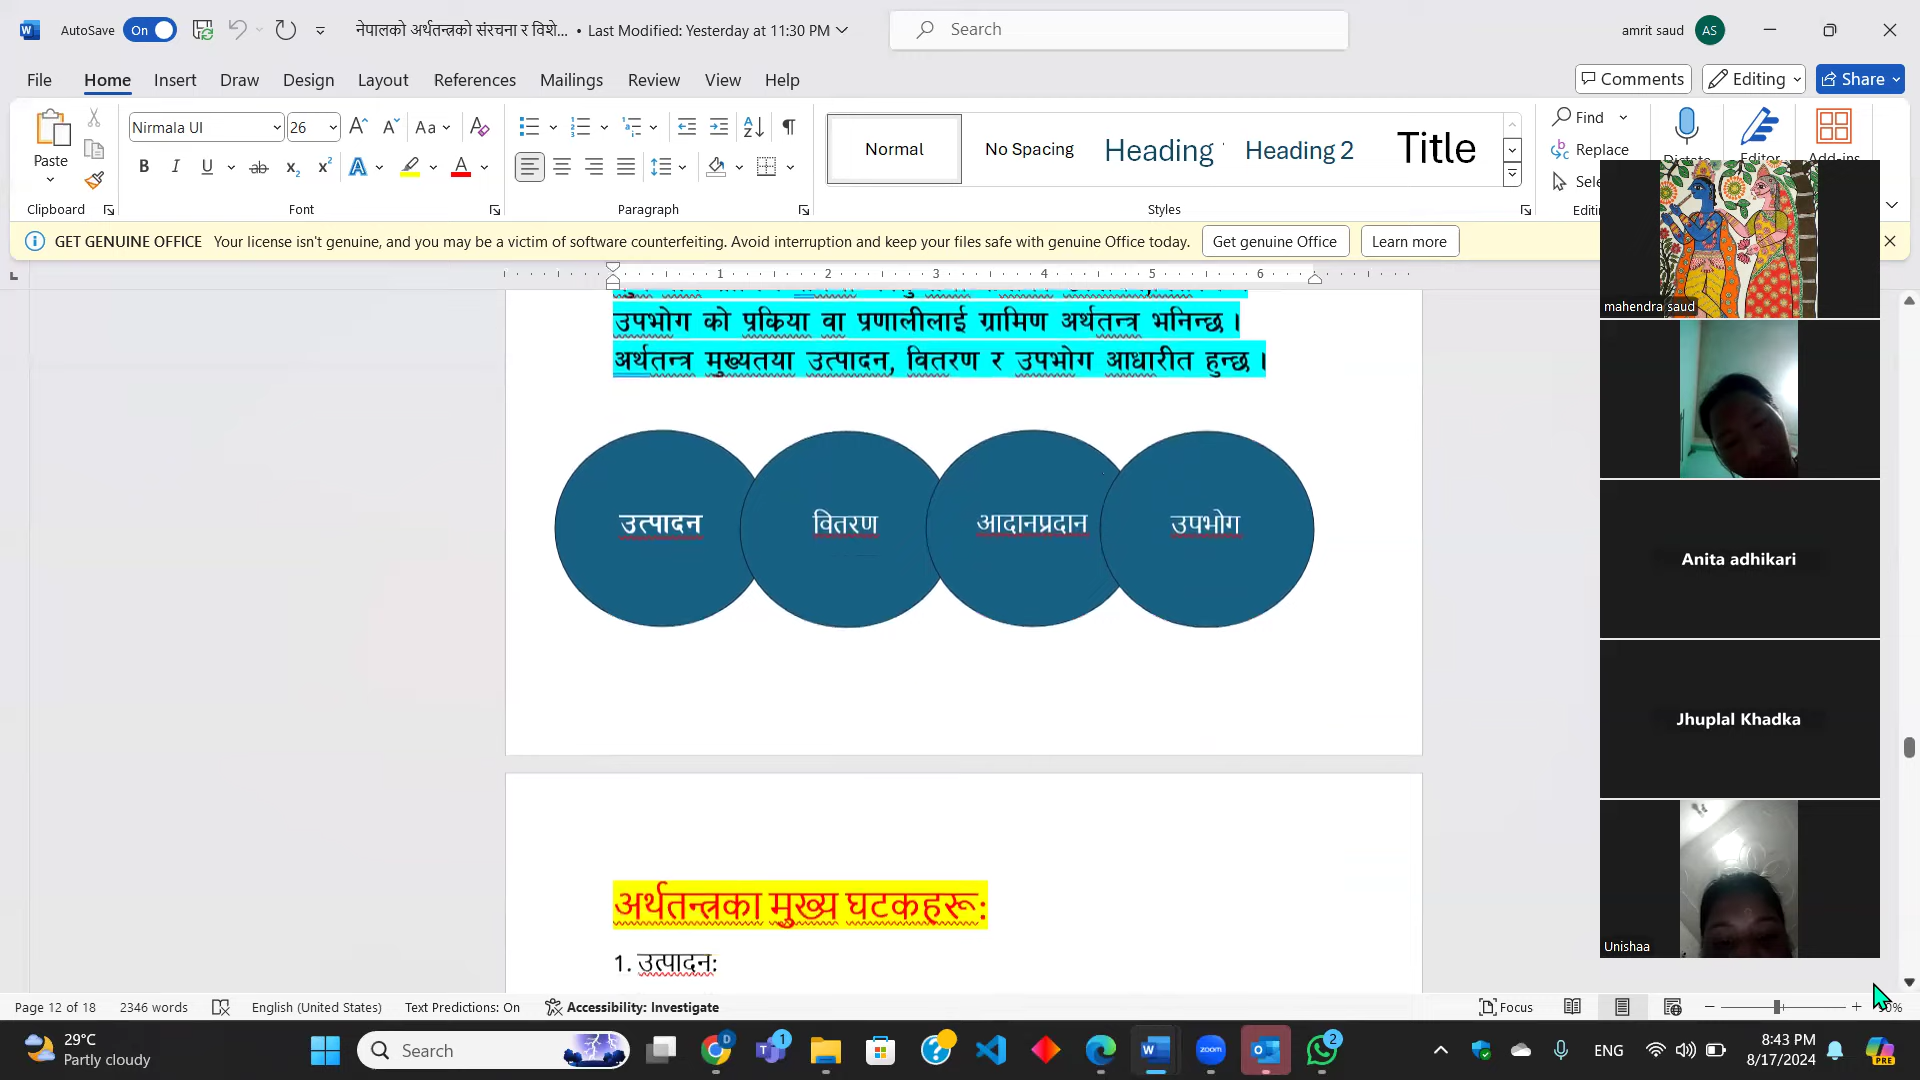 AutoSave On नेपालको अर्थतन्त्रको संरचना र विशे... • Last Modified: Yesterday at 11:30 PM Search amrit saud AS
File Home Insert Draw Design Layout References Mailings Review View Help Comments Editing Share
Paste Nirmala UI 26 Normal No Spacing Heading Heading 2 Title Find Replace
Clipboard Font Paragraph Styles
GET GENUINE OFFICE Your license isn't genuine, and you may be a victim of software counterfeiting. Avoid interruption and keep your files safe with genuine Office today. Get genuine Office Learn more
1 2 3 4 5 6
mahendra saud
उपभोग को प्रकिया वा प्रणालीलाई ग्रामिण अर्थतन्त्र भनिन्छ ।
अर्थतन्त्र मुख्यतया उत्पादन, वितरण र उपभोग आधारीत हुन्छ ।
उत्पादन वितरण आदानप्रदान उपभोग
Anita adhikari
Jhuplal Khadka
अर्थतन्त्रका मुख्य घटकहरू:
1. उत्पादन:
Unishaa
Page 12 of 18 2346 words English (United States) Text Predictions: On Accessibility: Investigate Focus
29°C
Partly cloudy
Search
ENG
8:43 PM
8/17/2024